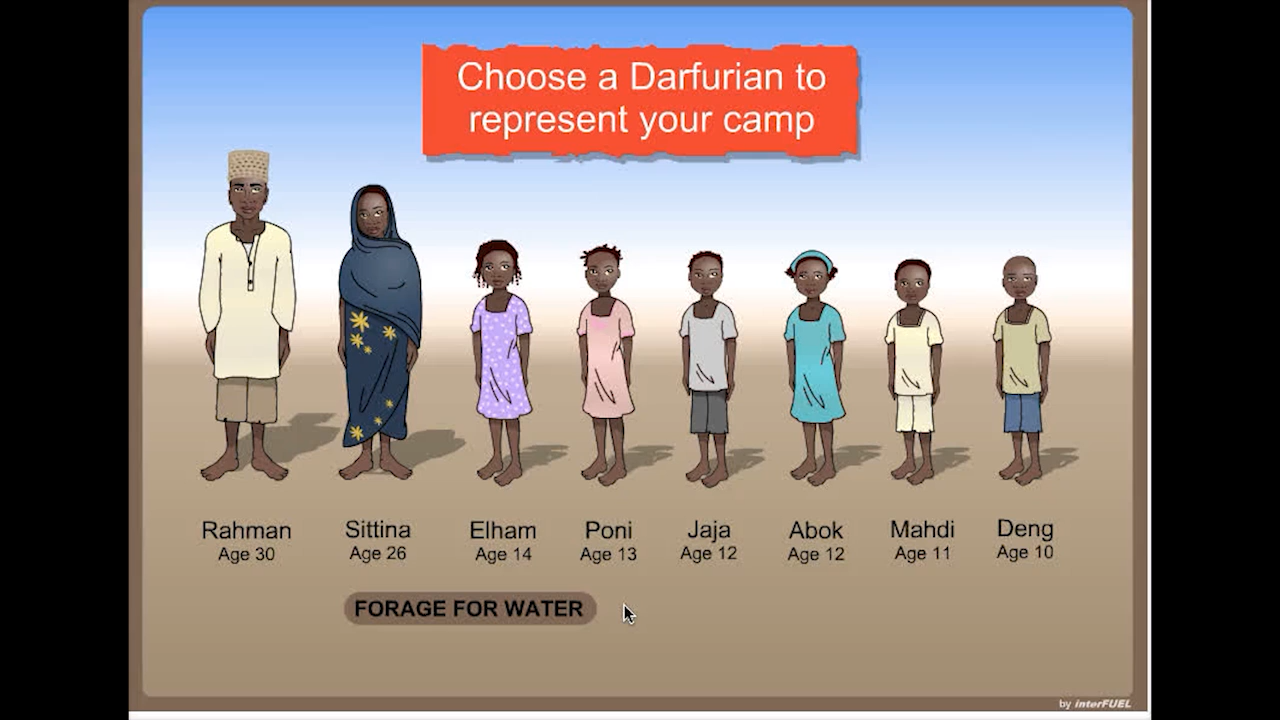 Choose a Darfurian to
represent your camp
Rahman Sittina Elham Poni Jaja Abok Mahdi Deng
Age 30 Age 26 Age 14 Age 13 Age 12 Age 12 Age 11 Age 10
FORAGE FOR WATER
by interFUEL